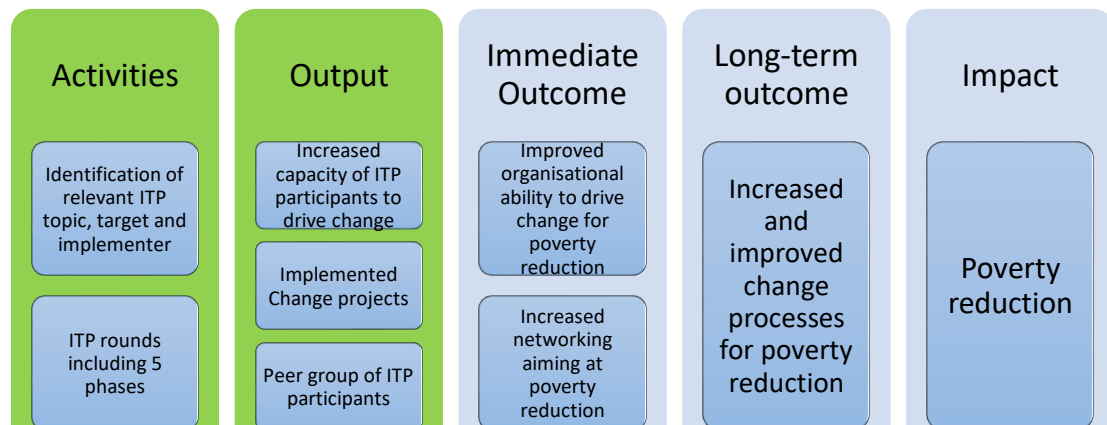 Activities
Identification of
relevant ITP
topic, target and
implementer
ITP rounds
including 5
phases
Output
Increased
capacity of ITP
participants to
drive change
Implemented
Change projects
Peer group of ITP
participants
Immediate
Outcome
Improved
organisational
ability to drive
change for
poverty
reduction
Increased
networking
aiming at
poverty
reduction
Long-term
outcome
Increased
and
improved
change
processes
for poverty
reduction
Impact
Poverty
reduction